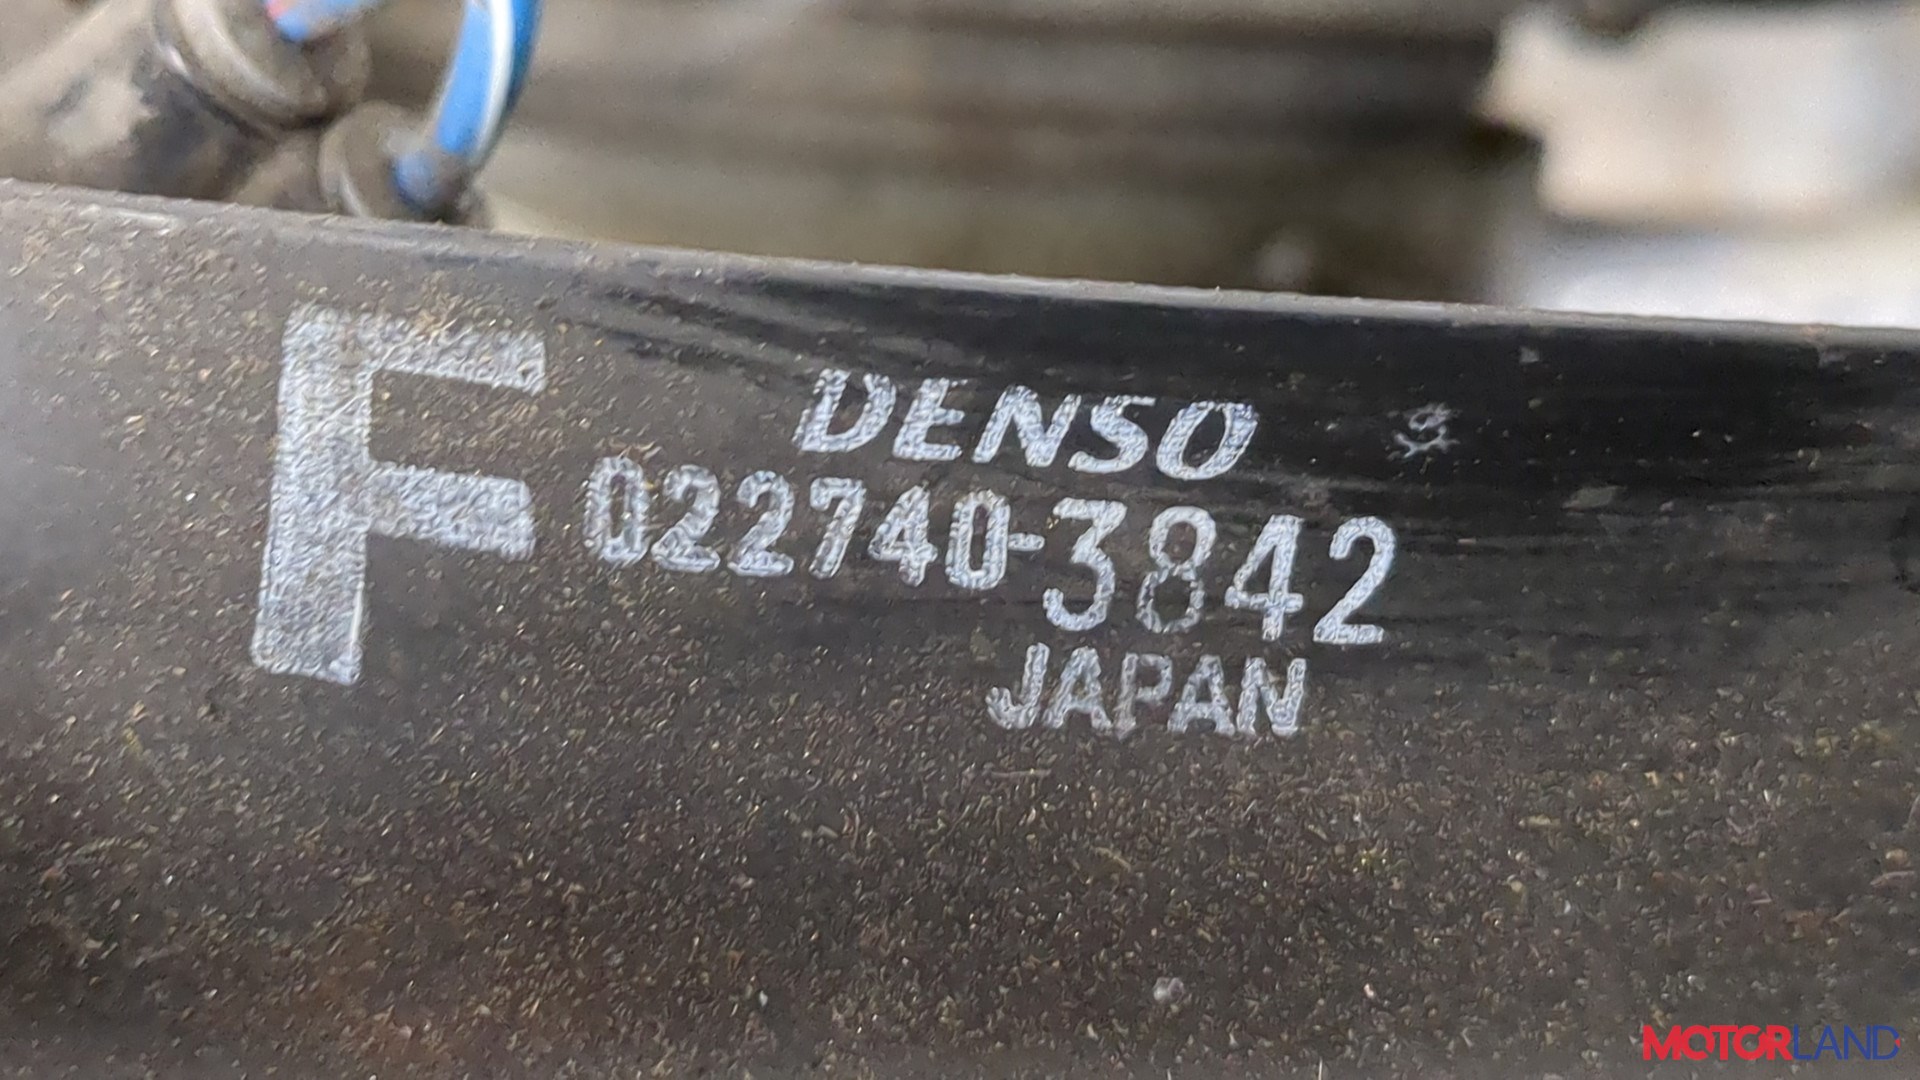 F
DENSO
022740-3842
JAPAN
MOTORLAND